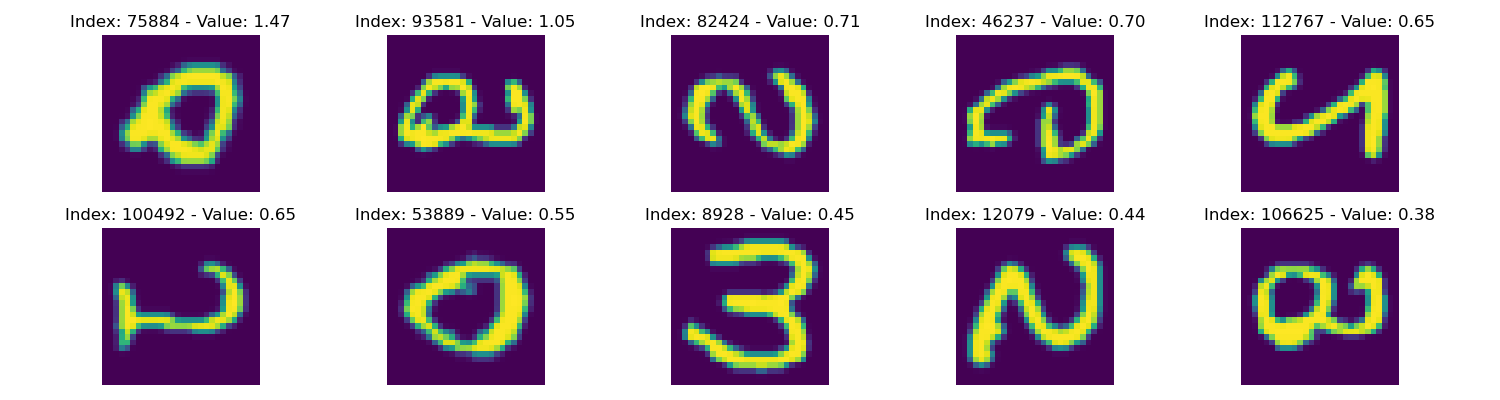 Index: 75884 - Value: 1.47 Index: 93581 - Value: 1.05 Index: 82424 - Value: 0.71 Index: 46237 - Value: 0.70 Index: 112767 - Value: 0.65
Index: 100492 - Value: 0.65 Index: 53889 - Value: 0.55 Index: 8928 - Value: 0.45 Index: 12079 - Value: 0.44 Index: 106625 - Value: 0.38
3